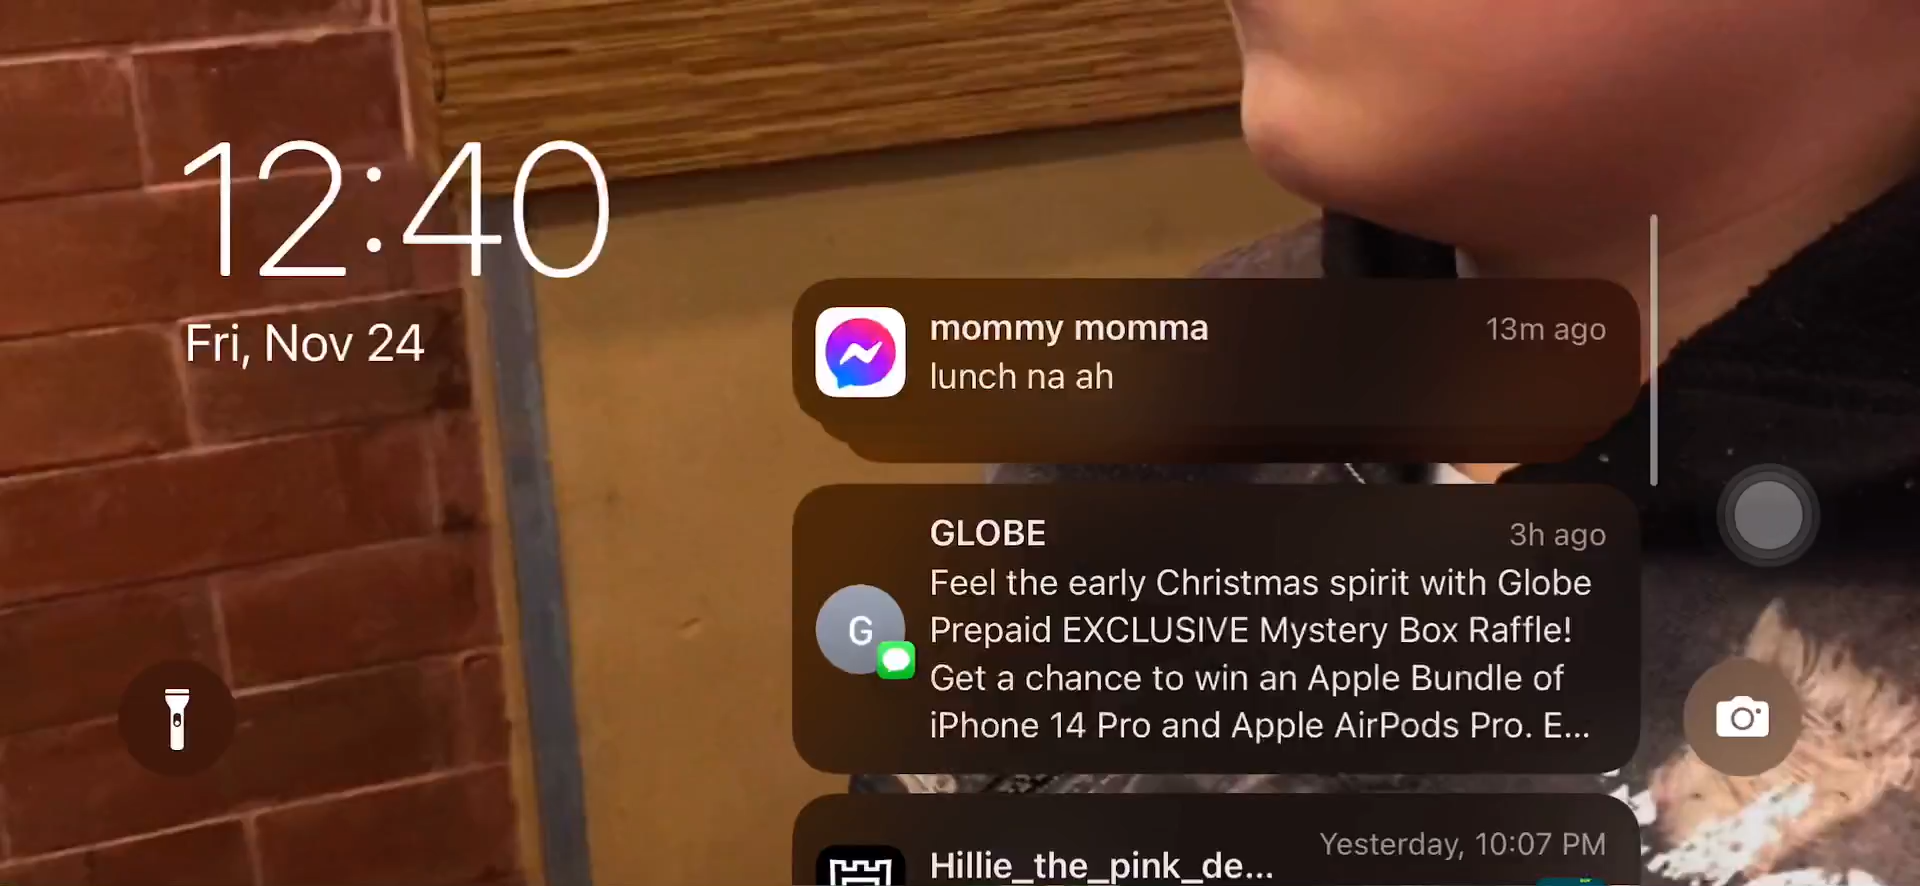 12:40
Fri, Nov 24
mommy momma
13m ago
lunch na ah
GLOBE
3h ago
G
Feel the early Christmas spirit with Globe
Prepaid EXCLUSIVE Mystery Box Raffle!
Get a chance to win an Apple Bundle of
iPhone 14 Pro and Apple AirPods Pro. E...
Yesterday, 10:07 PM
Hillie_the_pink_de...